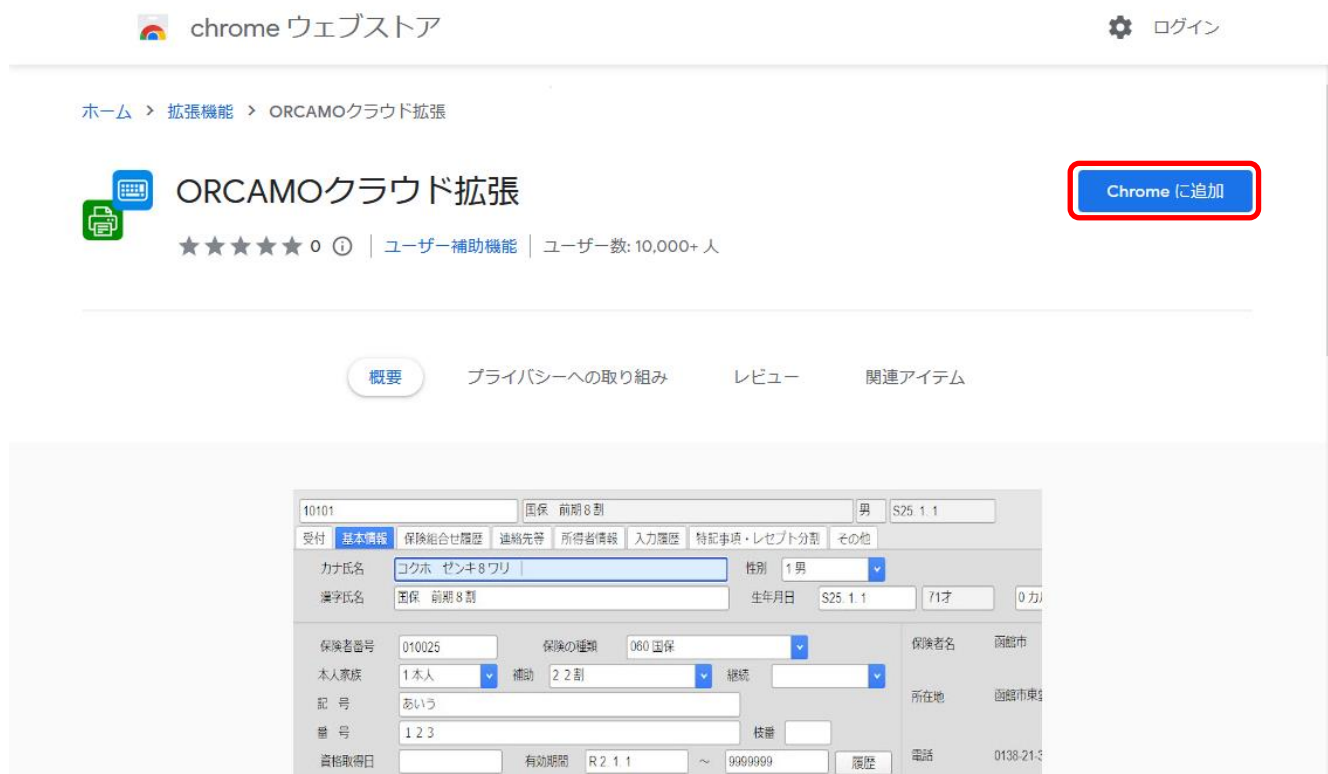 chrome ウェブストア
ログイン
ホーム > 拡張機能 > ORCAMOクラウド拡張
ORCAMOクラウド拡張
Chrome に追加
0 ユーザー補助機能 ユーザー数: 10,000+ 人
概要 プライバシーへの取り組み レビュー 関連アイテム
10101 国保 前期8割 男 S25. 1. 1
受付 基本情報 保険組合せ履歴 連絡先等 所得者情報 入力履歴 特記事項・レセプト分割 その他
カナ氏名 コクホ ゼンキ8ワリ 性別 1 男
漢字氏名 国保 前期8割 生年月日 S25. 1. 1 71才
保険者番号 010025 保険の種類 060 国保 保険者名 函館市
本人家族 1 本人 補助 2 2割 継続
記 号 あいう 所在地 函館市東
番 号 123 枝番
資格取得日 有効期間 R 2. 1. 1 ～ 9999999 履歴 電話 0138-21-3